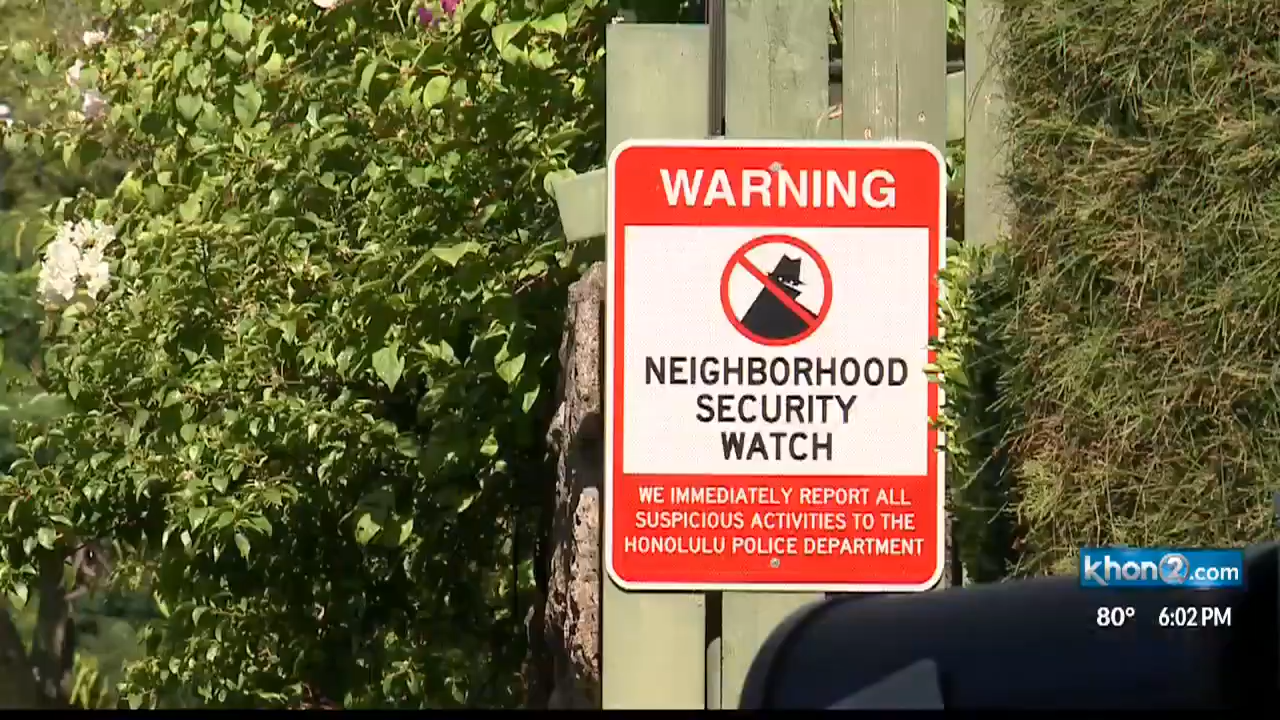 WARNING
NEIGHBORHOOD
SECURITY
WATCH
WE IMMEDIATELY REPORT ALL
SUSPICIOUS ACTIVITIES TO THE
HONOLULU POLICE DEPARTMENT
khon2.com
80° 6:02 PM